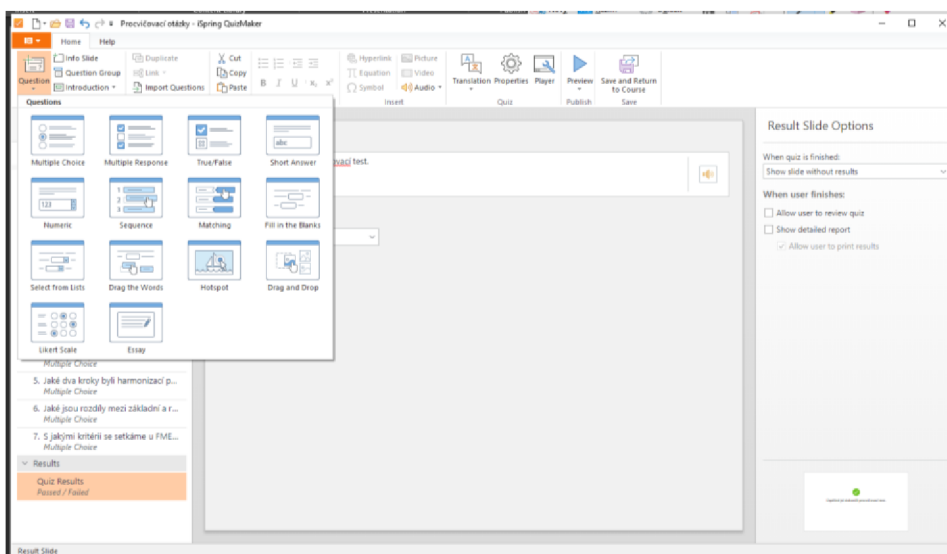 Procvičovací otázky - iSpring QuizMaker
Home Help
Question
Info Slide
Question Group
Introduction
Duplicate
Link
Import Questions
Cut
Copy
Paste
B I U
Hyperlink Picture
Equation Video
Symbol Audio
Insert
Translation Properties Player
Quiz
Preview
Publish
Save and Return
to Course
Save
Questions
Multiple Choice Multiple Response True/False Short Answer
Numeric Sequence Matching Fill in the Blanks
Select from Lists Drag the Words Hotspot Drag and Drop
Likert Scale Essay
test.
Multiple Choice
5. Jaké dva kroky byli harmonizací p...
Multiple Choice
6. Jaké jsou rozdíly mezi základní a r...
Multiple Choice
7. S jakými kritérii se setkáme u FME...
Multiple Choice
Results
Quiz Results
Passed / Failed
Result Slide Options
When quiz is finished:
Show slide without results
When user finishes:
Allow user to review quiz
Show detailed report
Allow user to print results
Result Slide